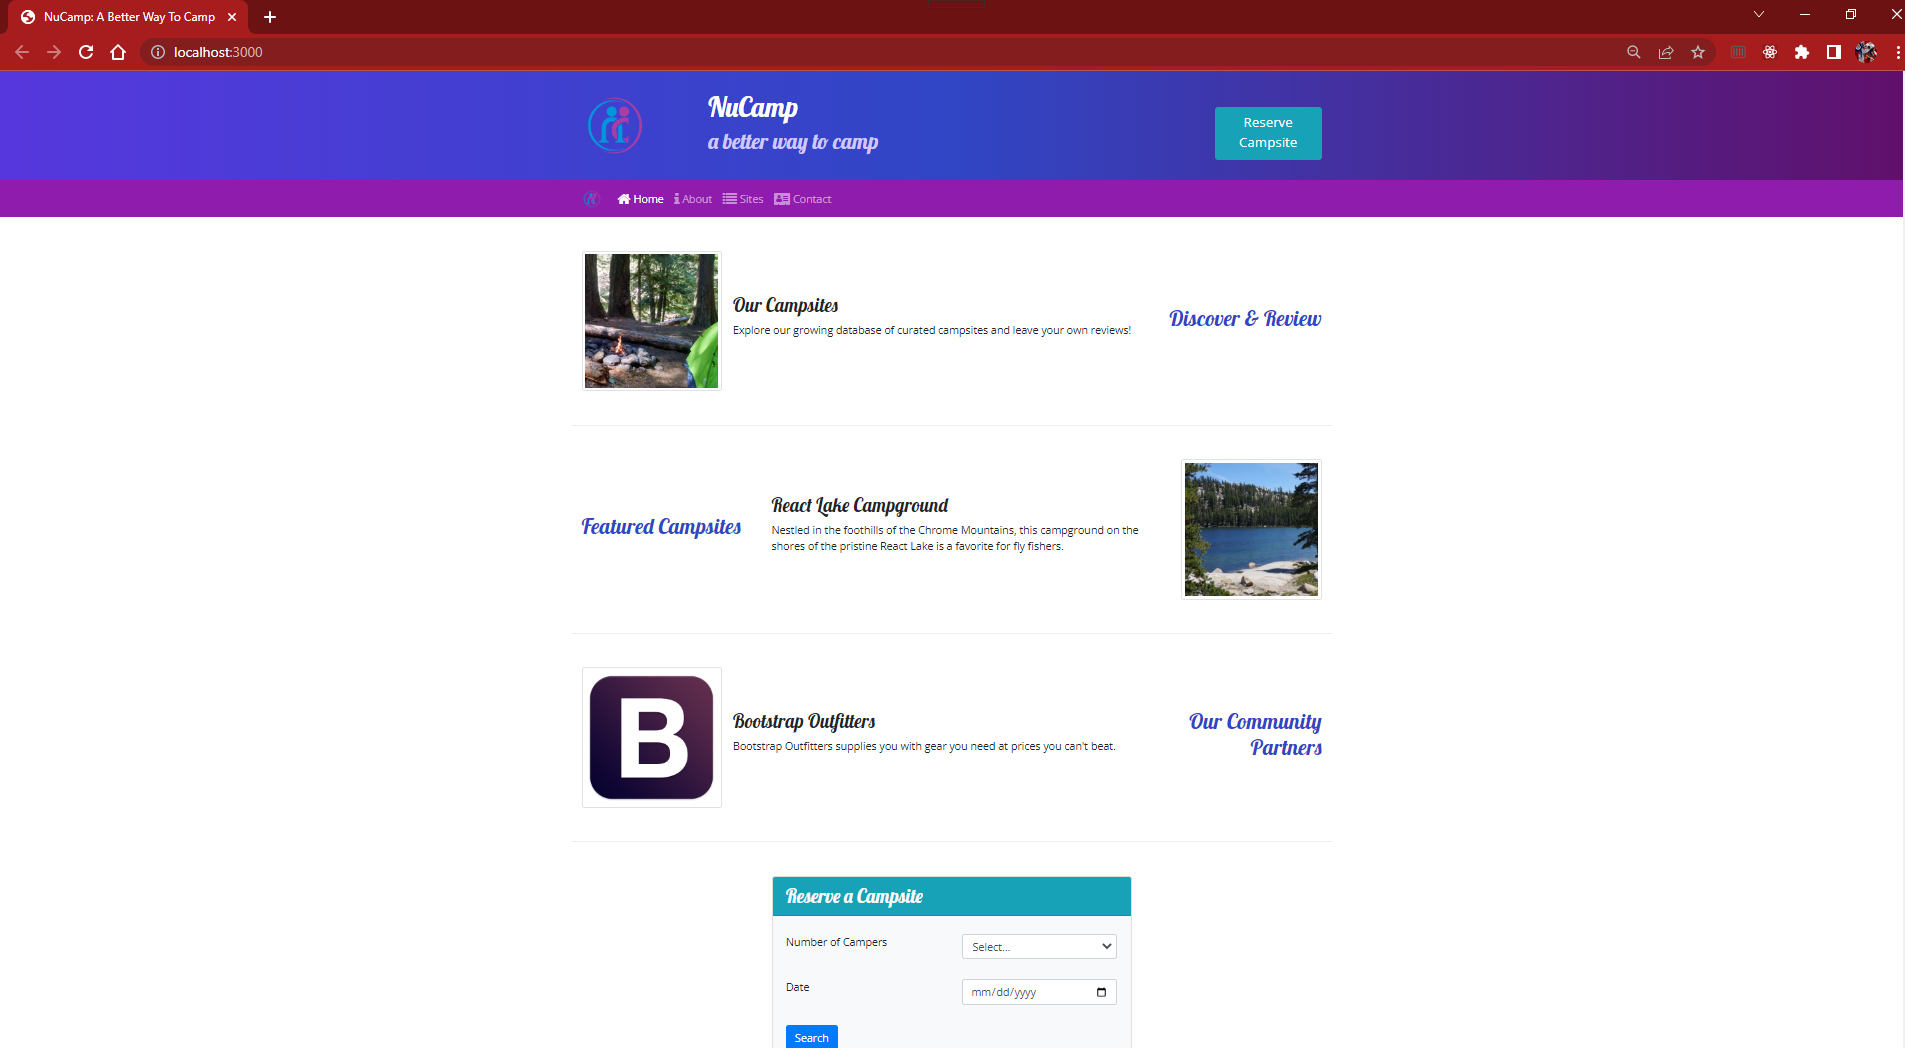 NuCamp: A Better Way To Camp
localhost:3000
NuCamp
a better way to camp
Reserve
Campsite
Home About Sites Contact
Our Campsites
Explore our growing database of curated campsites and leave your own reviews!
Discover & Review
Featured Campsites
React Lake Campground
Nestled in the foothills of the Chrome Mountains, this campground on the
shores of the pristine React Lake is a favorite for fly fishers.
B
Bootstrap Outfitters
Bootstrap Outfitters supplies you with gear you need at prices you can't beat.
Our Community
Partners
Reserve a Campsite
Number of Campers
Select...
Date
mm/dd/yyyy
Search